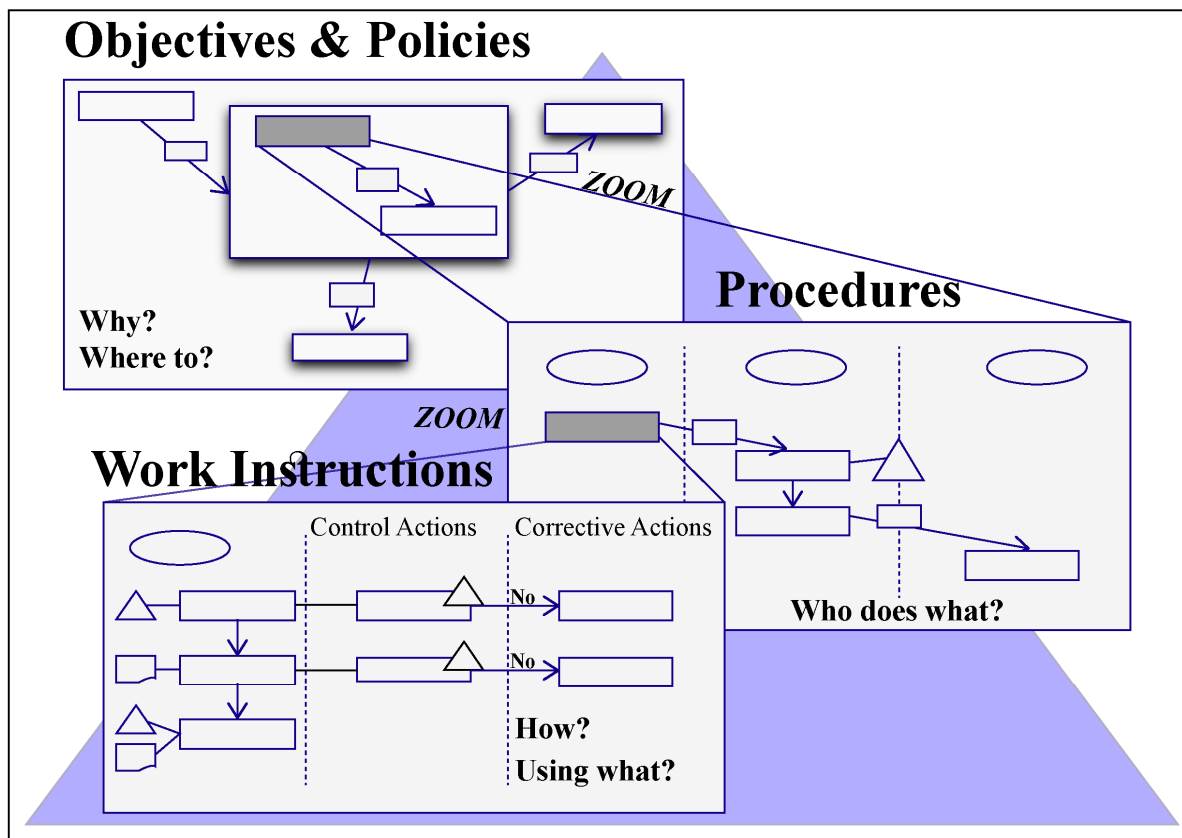 Objectives & Policies
ZOOM
Why?
Where to?
Procedures
ZOOM
Who does what?
Work Instructions
Control Actions
Corrective Actions
No
No
How?
Using what?